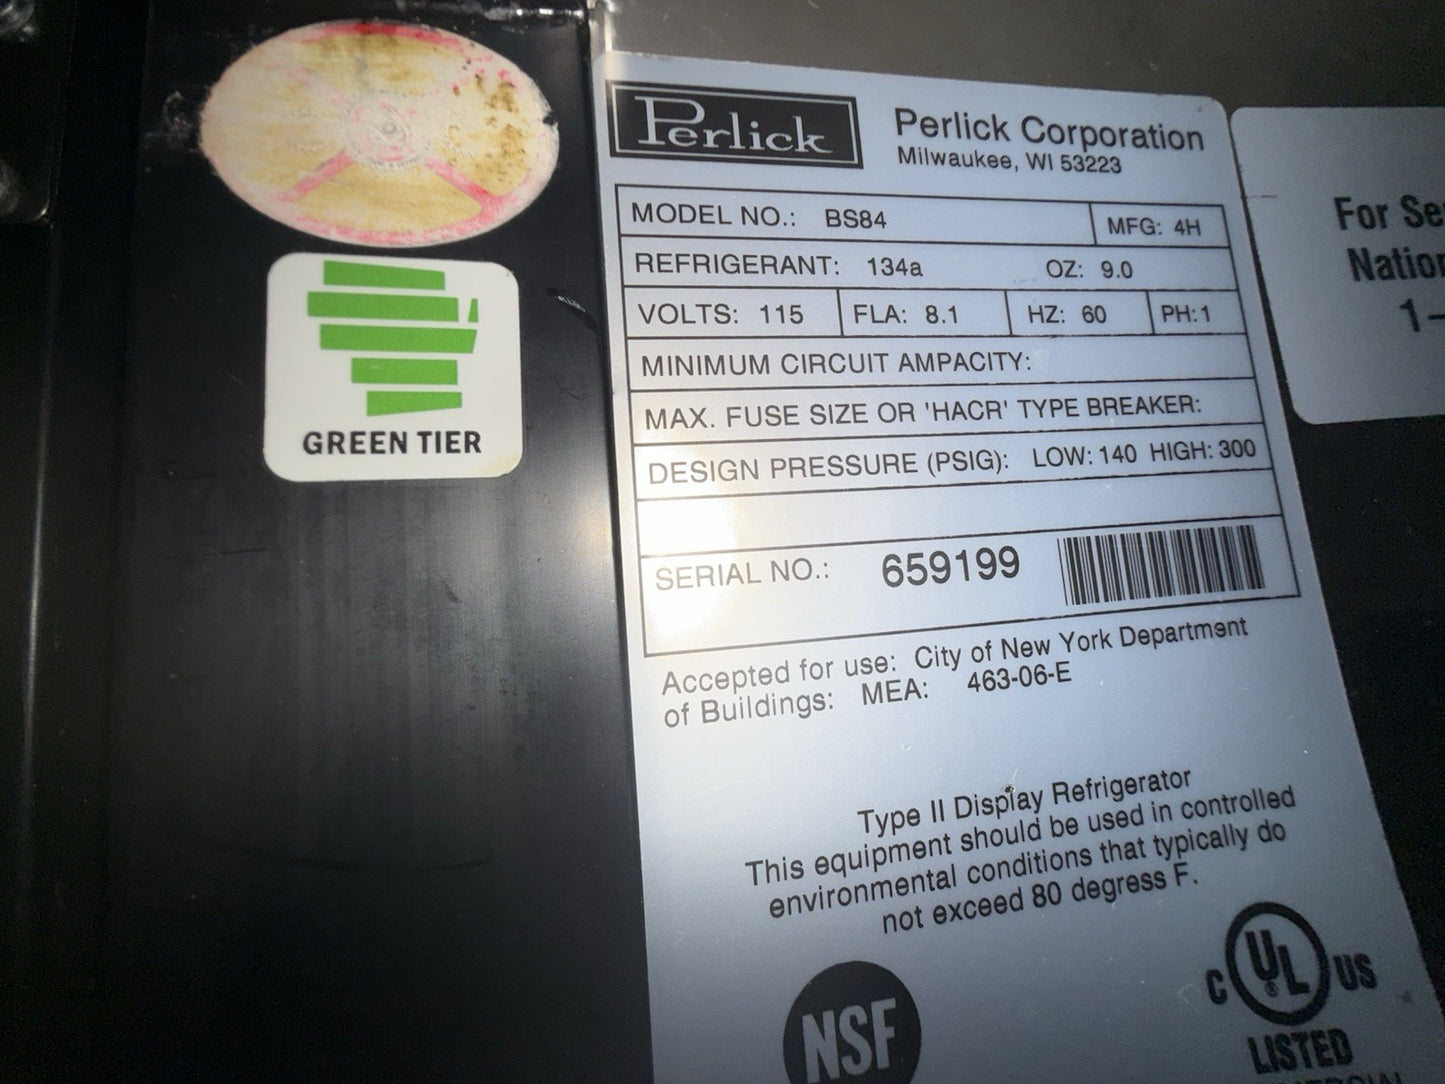 Perlick
Perlick Corporation
Milwaukee, WI 53223
MODEL NO.: BS84 MFG: 4H
REFRIGERANT: 134a OZ: 9.0
VOLTS: 115 FLA: 8.1 HZ: 60 PH:1
MINIMUM CIRCUIT AMPACITY:
MAX. FUSE SIZE OR 'HACR' TYPE BREAKER:
DESIGN PRESSURE (PSIG): LOW: 140 HIGH: 300
SERIAL NO.: 659199
Accepted for use: City of New York Department
of Buildings: MEA: 463-06-E
Type II Display Refrigerator
This equipment should be used in controlled
environmental conditions that typically do
not exceed 80 degress F.
NSF
C UL US
®
LISTED
GREEN TIER
For Se
Nation
1-